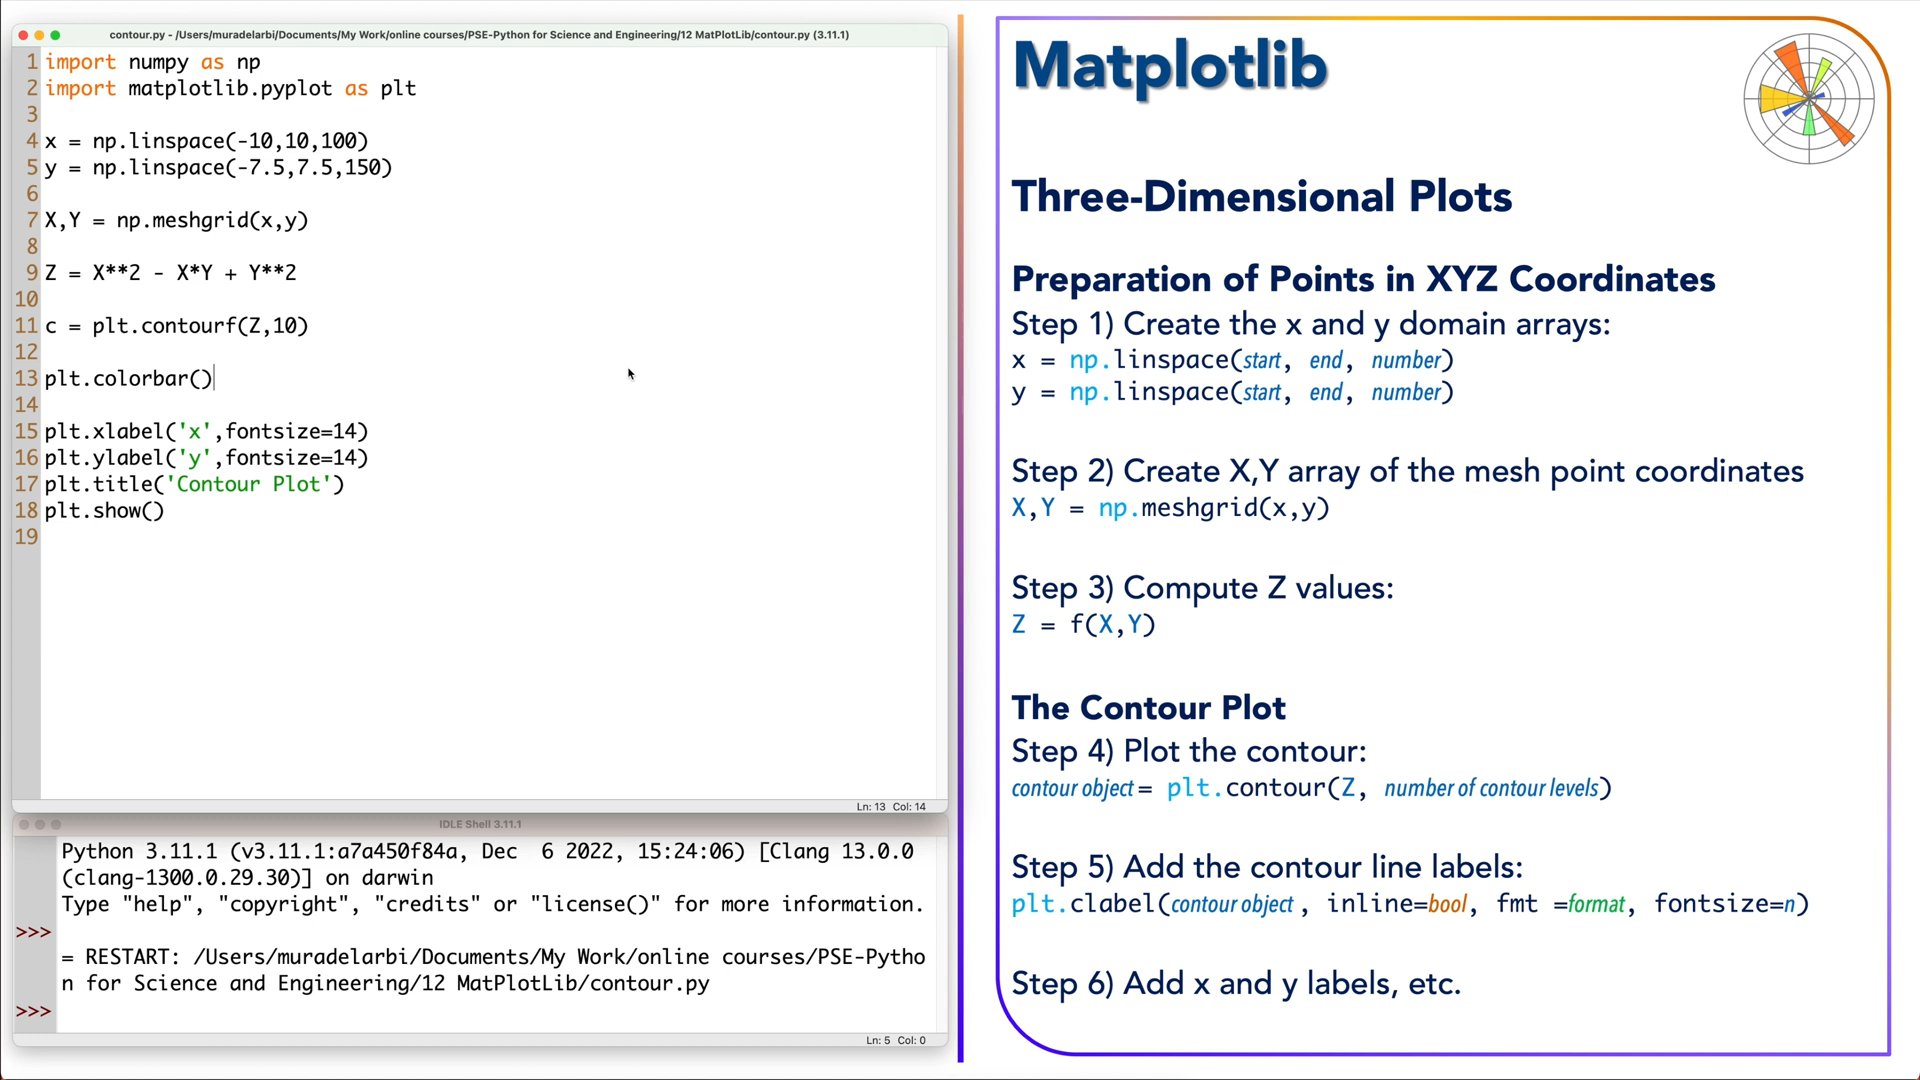 contour.py - /Users/muradelarbi/Documents/My Work/online courses/PSE-Python for Science and Engineering/12 MatPlotLib/contour.py (3.11.1)
1 import numpy as np
2 import matplotlib.pyplot as plt
3
4 x = np.linspace(-10,10,100)
5 y = np.linspace(-7.5,7.5,150)
6
7 X,Y = np.meshgrid(x,y)
8
9 Z = X**2 - X*Y + Y**2
10
11 c = plt.contourf(Z,10)
12
13 plt.colorbar()
14
15 plt.xlabel('x',fontsize=14)
16 plt.ylabel('y',fontsize=14)
17 plt.title('Contour Plot')
18 plt.show()
19
Ln: 13 Col: 14
IDLE Shell 3.11.1
Python 3.11.1 (v3.11.1:a7a450f84a, Dec  6 2022, 15:24:06) [Clang 13.0.0
(clang-1300.0.29.30)] on darwin
Type "help", "copyright", "credits" or "license()" for more information.
>>>
= RESTART: /Users/muradelarbi/Documents/My Work/online courses/PSE-Pytho
n for Science and Engineering/12 MatPlotLib/contour.py
>>>
Ln: 5 Col: 0
Matplotlib
Three-Dimensional Plots
Preparation of Points in XYZ Coordinates
Step 1) Create the x and y domain arrays:
x = np.linspace(start, end, number)
y = np.linspace(start, end, number)
Step 2) Create X,Y array of the mesh point coordinates
X,Y = np.meshgrid(x,y)
Step 3) Compute Z values:
Z = f(X,Y)
The Contour Plot
Step 4) Plot the contour:
contour object = plt.contour(Z, number of contour levels)
Step 5) Add the contour line labels:
plt.clabel(contour object , inline=bool, fmt =format, fontsize=n)
Step 6) Add x and y labels, etc.